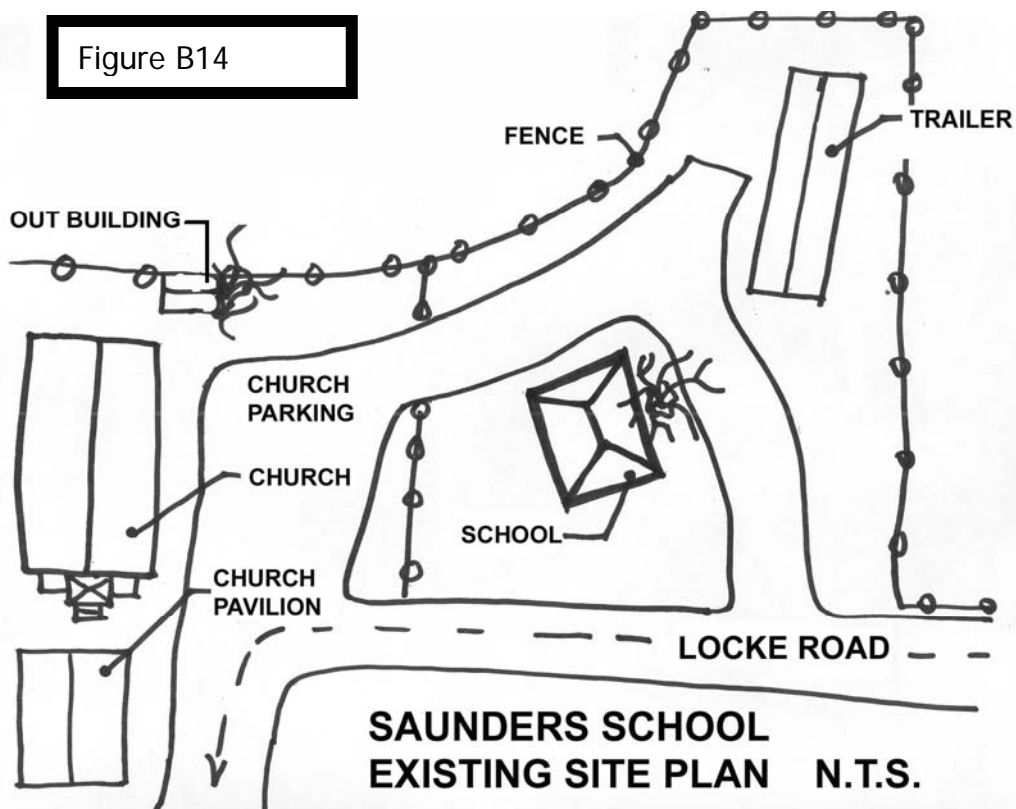 Figure B14
FENCE
TRAILER
OUT BUILDING
CHURCH
PARKING
CHURCH
SCHOOL
CHURCH
PAVILION
LOCKE ROAD
SAUNDERS SCHOOL
EXISTING SITE PLAN N.T.S.